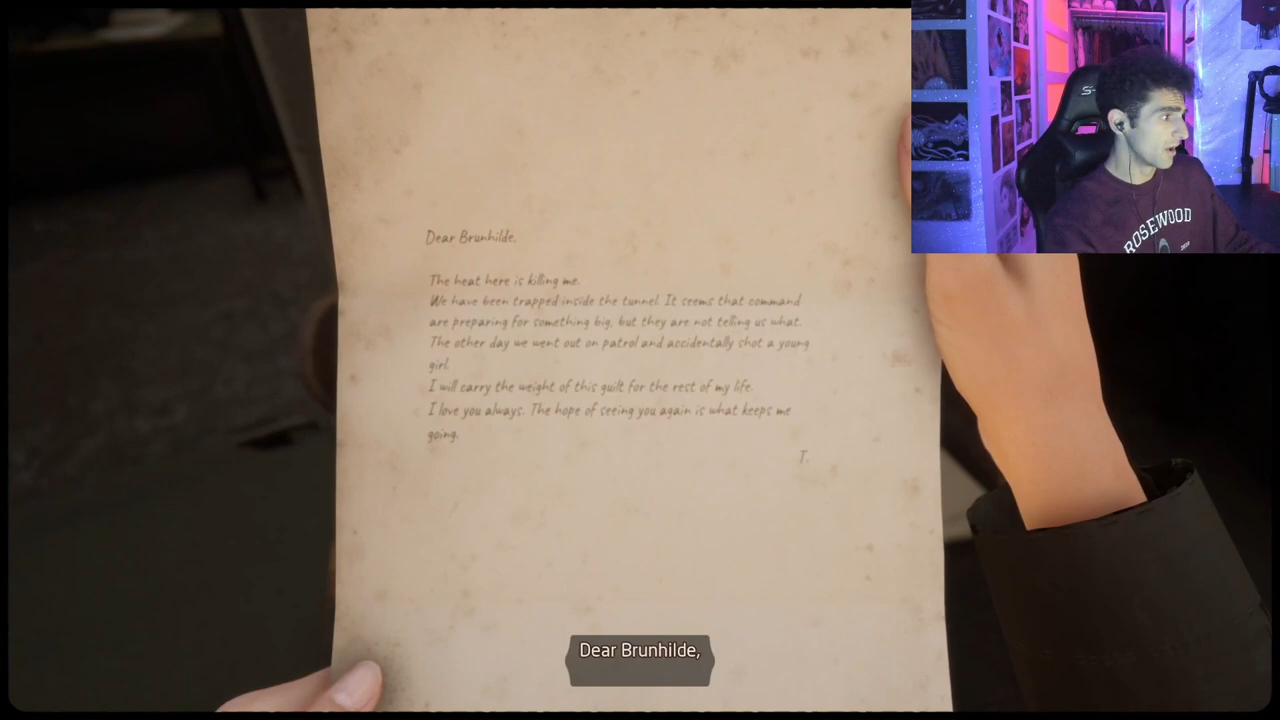 Dear Brunhilde,
The heat here is killing me.
We have been trapped inside the tunnel. It seems that command
are preparing for something big, but they are not telling us what.
The other day we went out on patrol and accidentally shot a young
girl.
I will carry the weight of this guilt for the rest of my life.
I love you always. The hope of seeing you again is what keeps me
going.
T.
Dear Brunhilde,
S-
ROSEWOOD